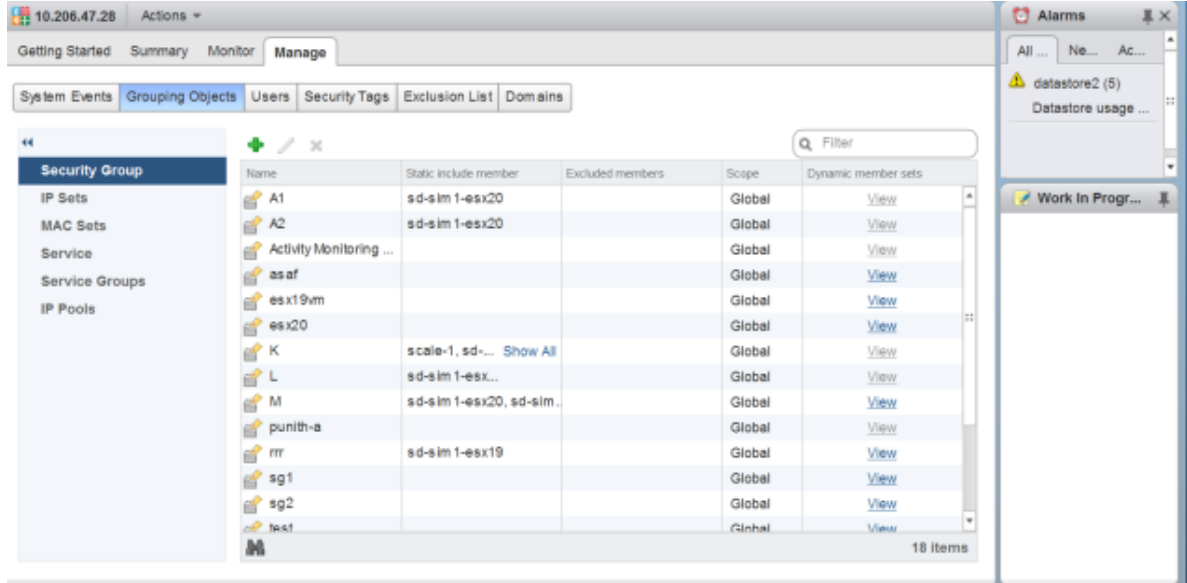 10.206.47.28 Actions
Getting Started Summary Monitor Manage
System Events Grouping Objects Users Security Tags Exclusion List Domains
Security Group
IP Sets
MAC Sets
Service
Service Groups
IP Pools
Filter
Name Static include member Excluded members Scope Dynamic member sets
A1 sd-sim1-esx20 Global View
A2 sd-sim1-esx20 Global View
Activity Monitoring ... Global View
asaf Global View
esx19vm Global View
esx20 Global View
K scale-1, sd-... Show All Global View
L sd-sim1-esx... Global View
M sd-sim1-esx20, sd-sim... Global View
punith-a Global View
rrr sd-sim1-esx19 Global View
sg1 Global View
sg2 Global View
test Global View
18 items
Alarms
All ... Ne... Ac...
datastore2 (5)
Datastore usage ...
Work In Progr...